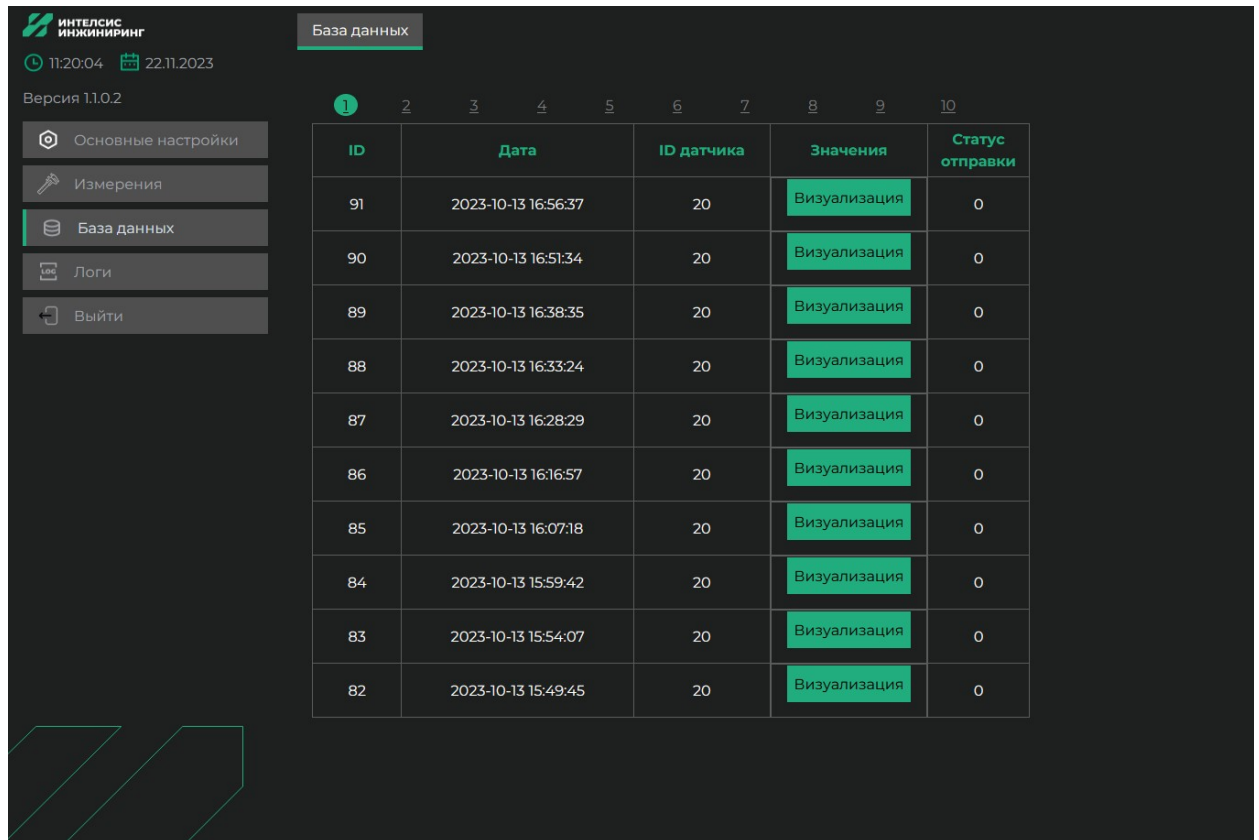 ИНТЕЛСИС
ИНЖИНИРИНГ
11:20:04 22.11.2023
Версия 1.1.0.2
Основные настройки
Измерения
База данных
LOG Логи
Выйти
База данных
1 2 3 4 5 6 7 8 9 10
ID Дата ID датчика Значения Статус
отправки
91 2023-10-13 16:56:37 20 Визуализация 0
90 2023-10-13 16:51:34 20 Визуализация 0
89 2023-10-13 16:38:35 20 Визуализация 0
88 2023-10-13 16:33:24 20 Визуализация 0
87 2023-10-13 16:28:29 20 Визуализация 0
86 2023-10-13 16:16:57 20 Визуализация 0
85 2023-10-13 16:07:18 20 Визуализация 0
84 2023-10-13 15:59:42 20 Визуализация 0
83 2023-10-13 15:54:07 20 Визуализация 0
82 2023-10-13 15:49:45 20 Визуализация 0